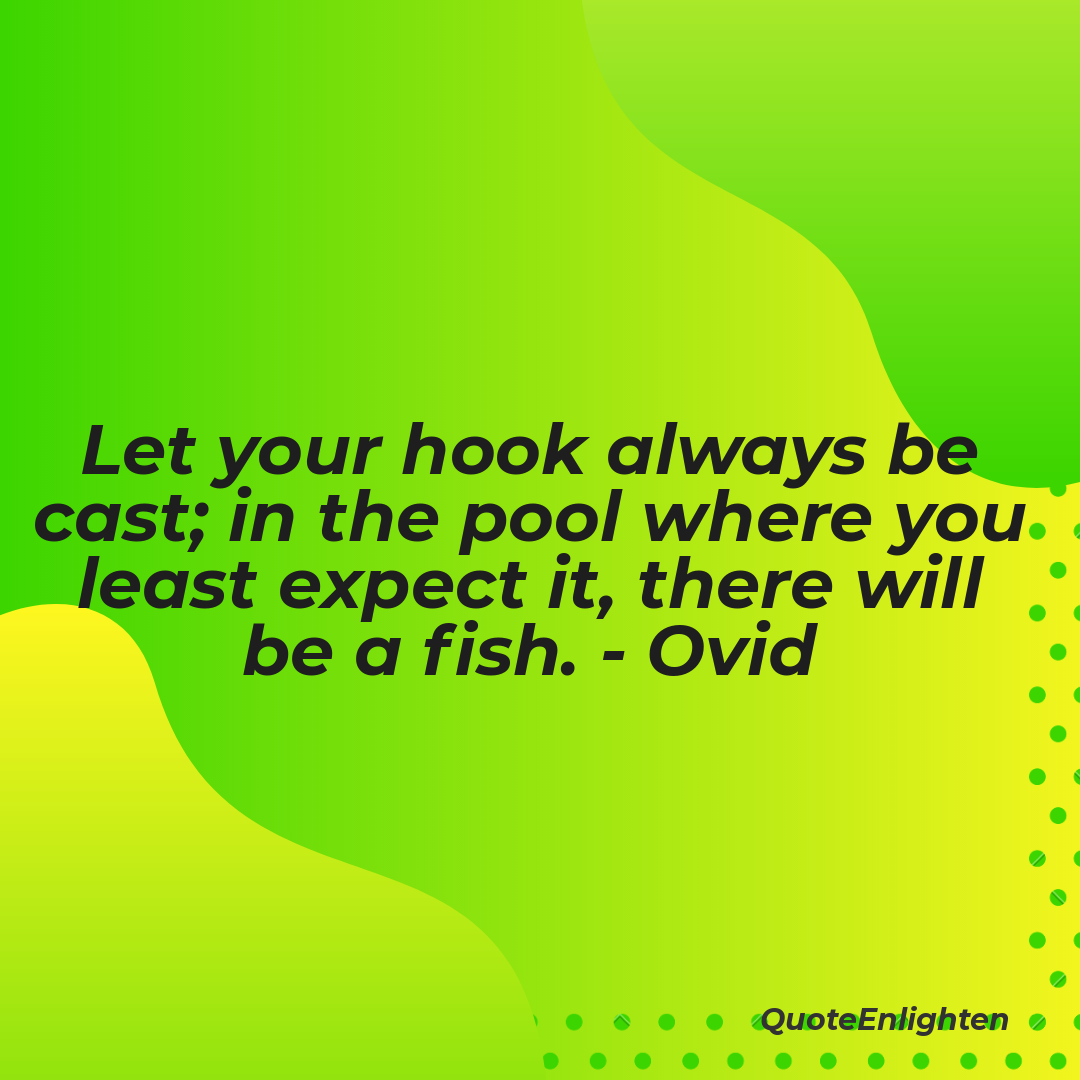 Let your hook always be
cast; in the pool where you
least expect it, there will
be a fish. - Ovid
QuoteEnlighten